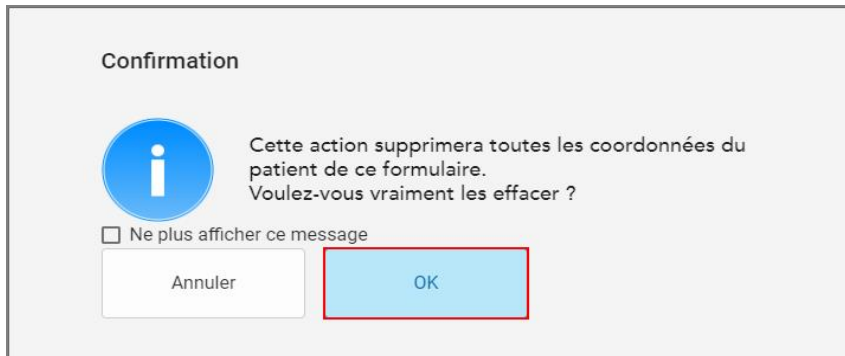 Confirmation
Cette action supprimera toutes les coordonnées du
patient de ce formulaire.
Voulez-vous vraiment les effacer ?
Ne plus afficher ce message
Annuler
OK